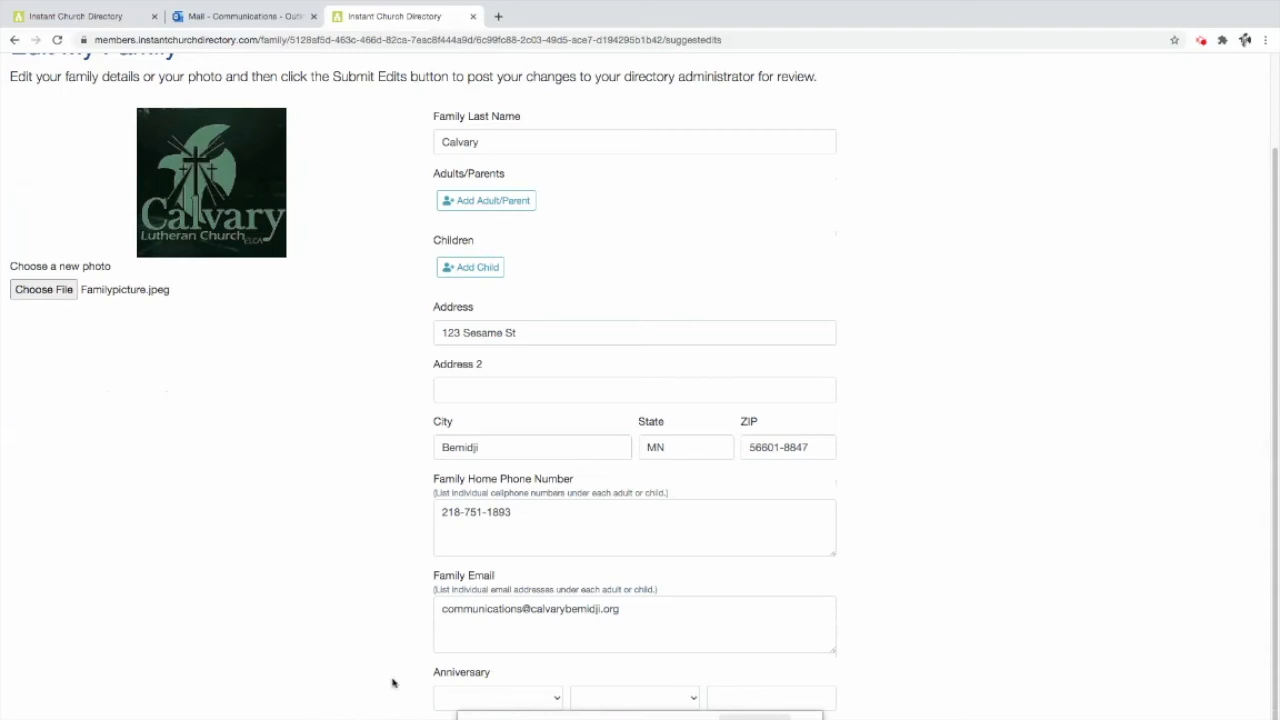 Instant Church Directory
Mail - Communications - Outl
Instant Church Directory
members.instantchurchdirectory.com/family/5128af5d-463c-466d-82ca-7eac8f444a9d/6c99fc88-2c03-49d5-ace7-d194295b1b42/suggestedits
Edit My Family
Edit your family details or your photo and then click the Submit Edits button to post your changes to your directory administrator for review.
Calvary
Lutheran Church ELCA
Choose a new photo
Choose File Familypicture.jpeg
Family Last Name
Calvary
Adults/Parents
Add Adult/Parent
Children
Add Child
Address
123 Sesame St
Address 2
City State ZIP
Bemidji MN 56601-8847
Family Home Phone Number
(List individual cellphone numbers under each adult or child.)
218-751-1893
Family Email
(List individual email addresses under each adult or child.)
communications@calvarybemidji.org
Anniversary